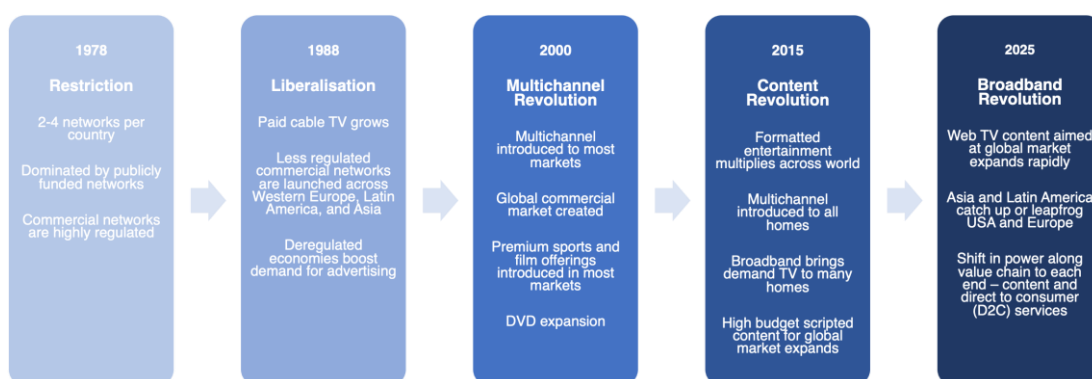 1978
Restriction
2-4 networks per
country
Dominated by publicly
funded networks
Commercial networks
are highly regulated
1988
Liberalisation
Paid cable TV grows
Less regulated
commercial networks
are launched across
Western Europe, Latin
America, and Asia
Deregulated
economies boost
demand for advertising
2000
Multichannel
Revolution
Multichannel
introduced to most
markets
Global commercial
market created
Premium sports and
film offerings
introduced in most
markets
DVD expansion
2015
Content
Revolution
Formatted
entertainment
multiplies across world
Multichannel
introduced to all
homes
Broadband brings
demand TV to many
homes
High budget scripted
content for global
market expands
2025
Broadband
Revolution
Web TV content aimed
at global market
expands rapidly
Asia and Latin America
catch up or leapfrog
USA and Europe
Shift in power along
value chain to each
end – content and
direct to consumer
(D2C) services